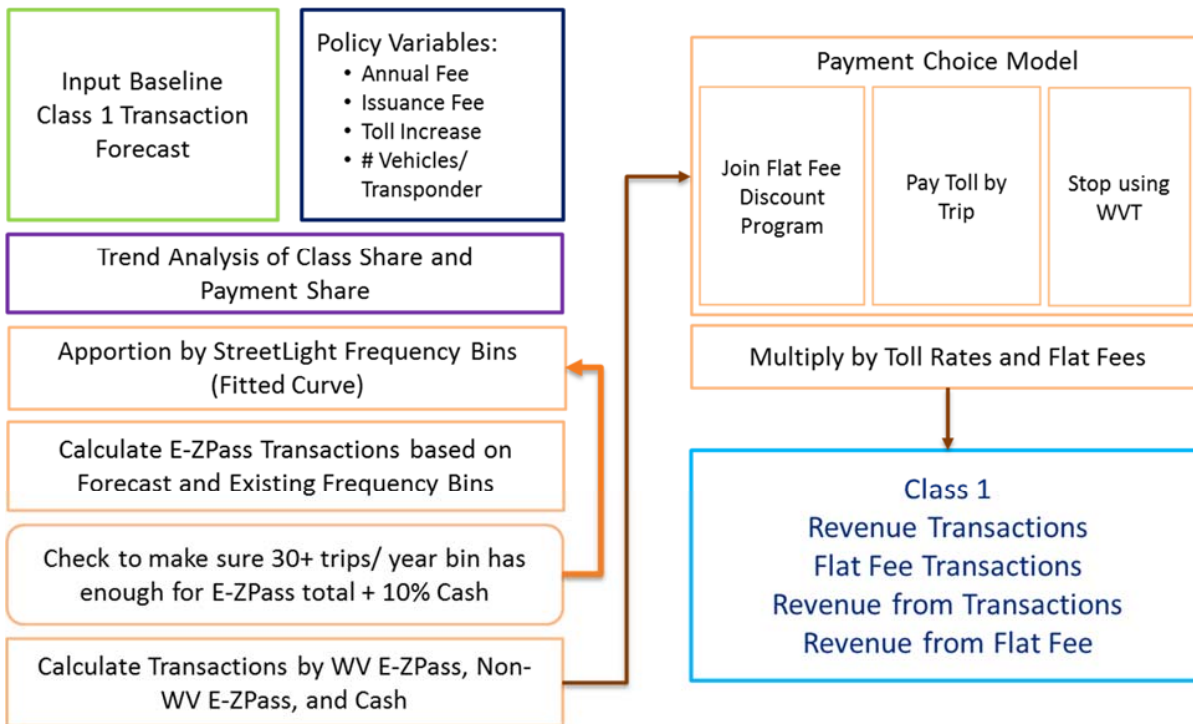 Input Baseline
Class 1 Transaction
Forecast
Policy Variables:
• Annual Fee
• Issuance Fee
• Toll Increase
• # Vehicles/
Transponder
Trend Analysis of Class Share and
Payment Share
Apportion by StreetLight Frequency Bins
(Fitted Curve)
Calculate E-ZPass Transactions based on
Forecast and Existing Frequency Bins
Check to make sure 30+ trips/ year bin has
enough for E-ZPass total + 10% Cash
Calculate Transactions by WV E-ZPass, Non-
WV E-ZPass, and Cash
Payment Choice Model
Join Flat Fee
Discount
Program
Pay Toll by
Trip
Stop using
WVT
Multiply by Toll Rates and Flat Fees
Class 1
Revenue Transactions
Flat Fee Transactions
Revenue from Transactions
Revenue from Flat Fee